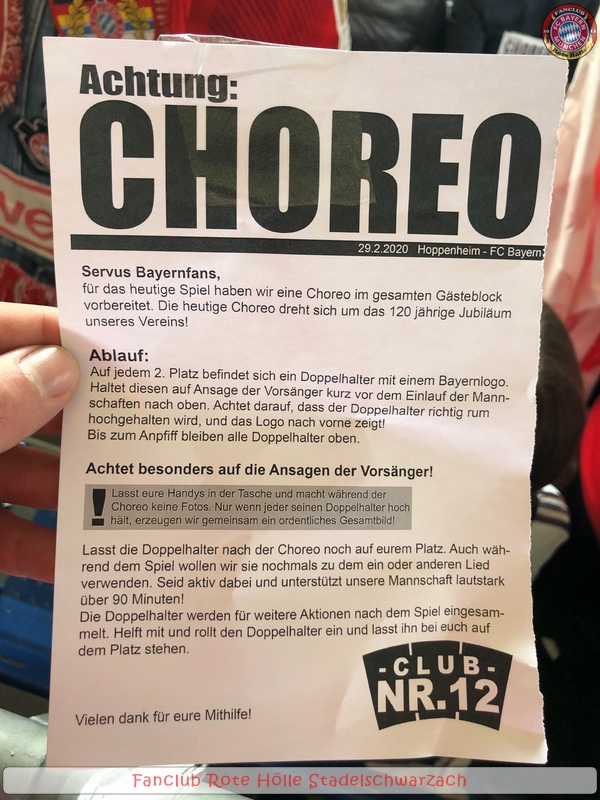 FANCLUB
FC BAYERN
MÜNCHEN
Achtung:
CHOREO
29.2.2020 Hoppenheim - FC Bayern
Servus Bayernfans,
für das heutige Spiel haben wir eine Choreo im gesamten Gästeblock
vorbereitet. Die heutige Choreo dreht sich um das 120 jährige Jubiläum
unseres Vereins!
Ablauf:
Auf jedem 2. Platz befindet sich ein Doppelhalter mit einem Bayernlogo.
Haltet diesen auf Ansage der Vorsänger kurz vor dem Einlauf der Mann-
schaften nach oben. Achtet darauf, dass der Doppelhalter richtig rum
hochgehalten wird, und das Logo nach vorne zeigt!
Bis zum Anpfiff bleiben alle Doppelhalter oben.
Achtet besonders auf die Ansagen der Vorsänger!
! Lasst eure Handys in der Tasche und macht während der
Choreo keine Fotos. Nur wenn jeder seinen Doppelhalter hoch
hält, erzeugen wir gemeinsam ein ordentliches Gesamtbild!
Lasst die Doppelhalter nach der Choreo noch auf eurem Platz. Auch wäh-
rend dem Spiel wollen wir sie nochmals zu dem ein oder anderen Lied
verwenden. Seid aktiv dabei und unterstützt unsere Mannschaft lautstark
über 90 Minuten!
Die Doppelhalter werden für weitere Aktionen nach dem Spiel eingesam-
melt. Helft mit und rollt den Doppelhalter ein und lasst ihn bei euch auf
dem Platz stehen.
-CLUB-
NR.12
Vielen dank für eure Mithilfe!
Fanclub Rote Hölle Stadelschwarzach